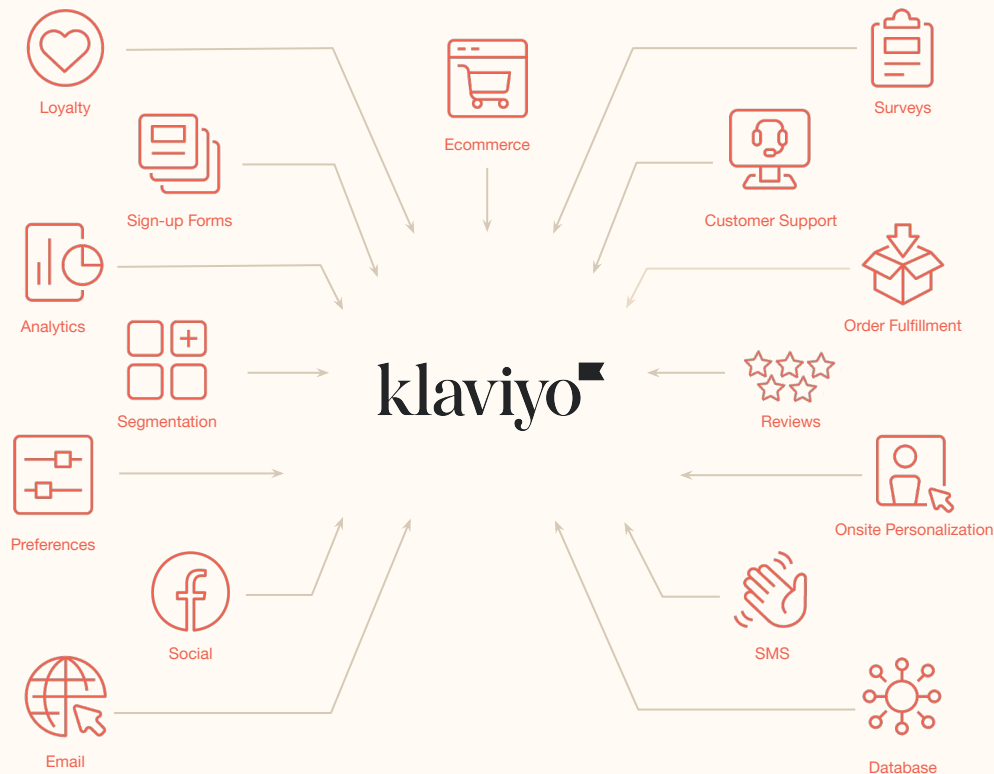 Loyalty
Ecommerce
Surveys
Sign-up Forms
Customer Support
Analytics
Order Fulfillment
klaviyo
Segmentation
Reviews
Preferences
Onsite Personalization
Social
SMS
Email
Database